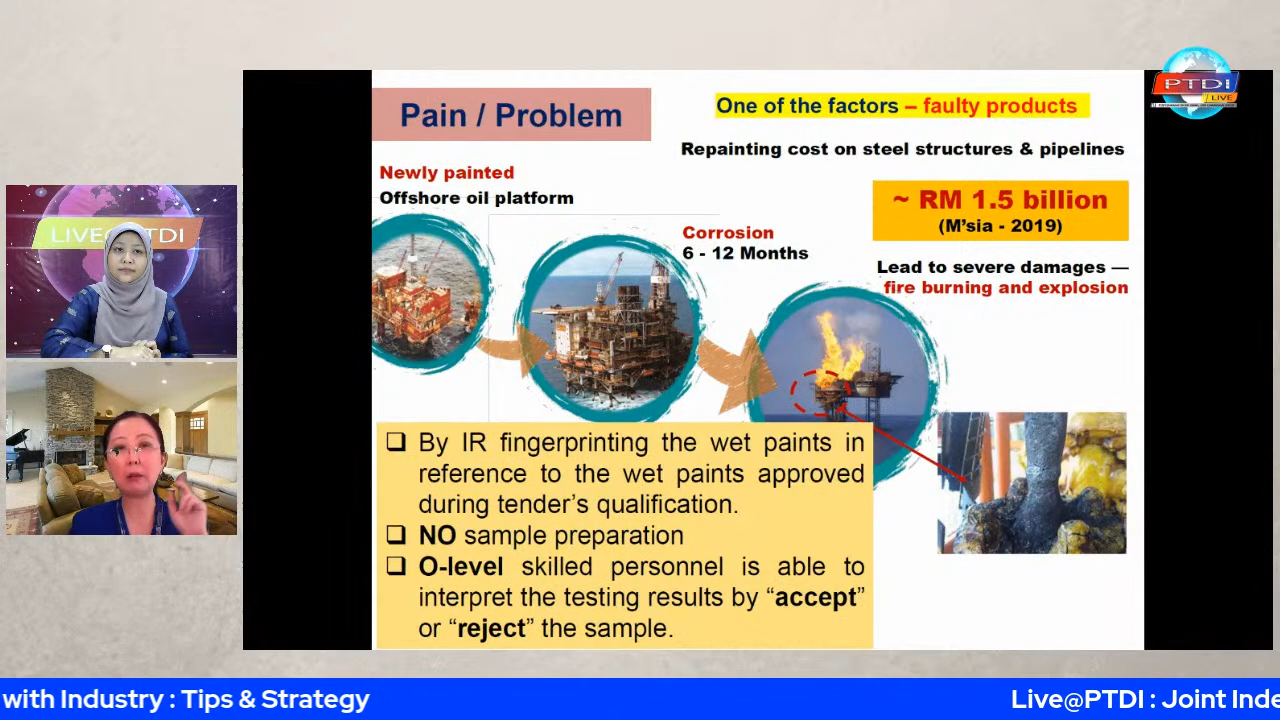 PTDI
LIVE
LIVE@PTDI
Pain / Problem
One of the factors – faulty products
Repainting cost on steel structures & pipelines
Newly painted
Offshore oil platform
~ RM 1.5 billion
(M'sia - 2019)
Corrosion
6 - 12 Months
Lead to severe damages —
fire burning and explosion
❑ By IR fingerprinting the wet paints in
reference to the wet paints approved
during tender's qualification.
❑ NO sample preparation
❑ O-level skilled personnel is able to
interpret the testing results by “accept”
or “reject” the sample.
with Industry : Tips & Strategy
Live@PTDI : Joint Inde